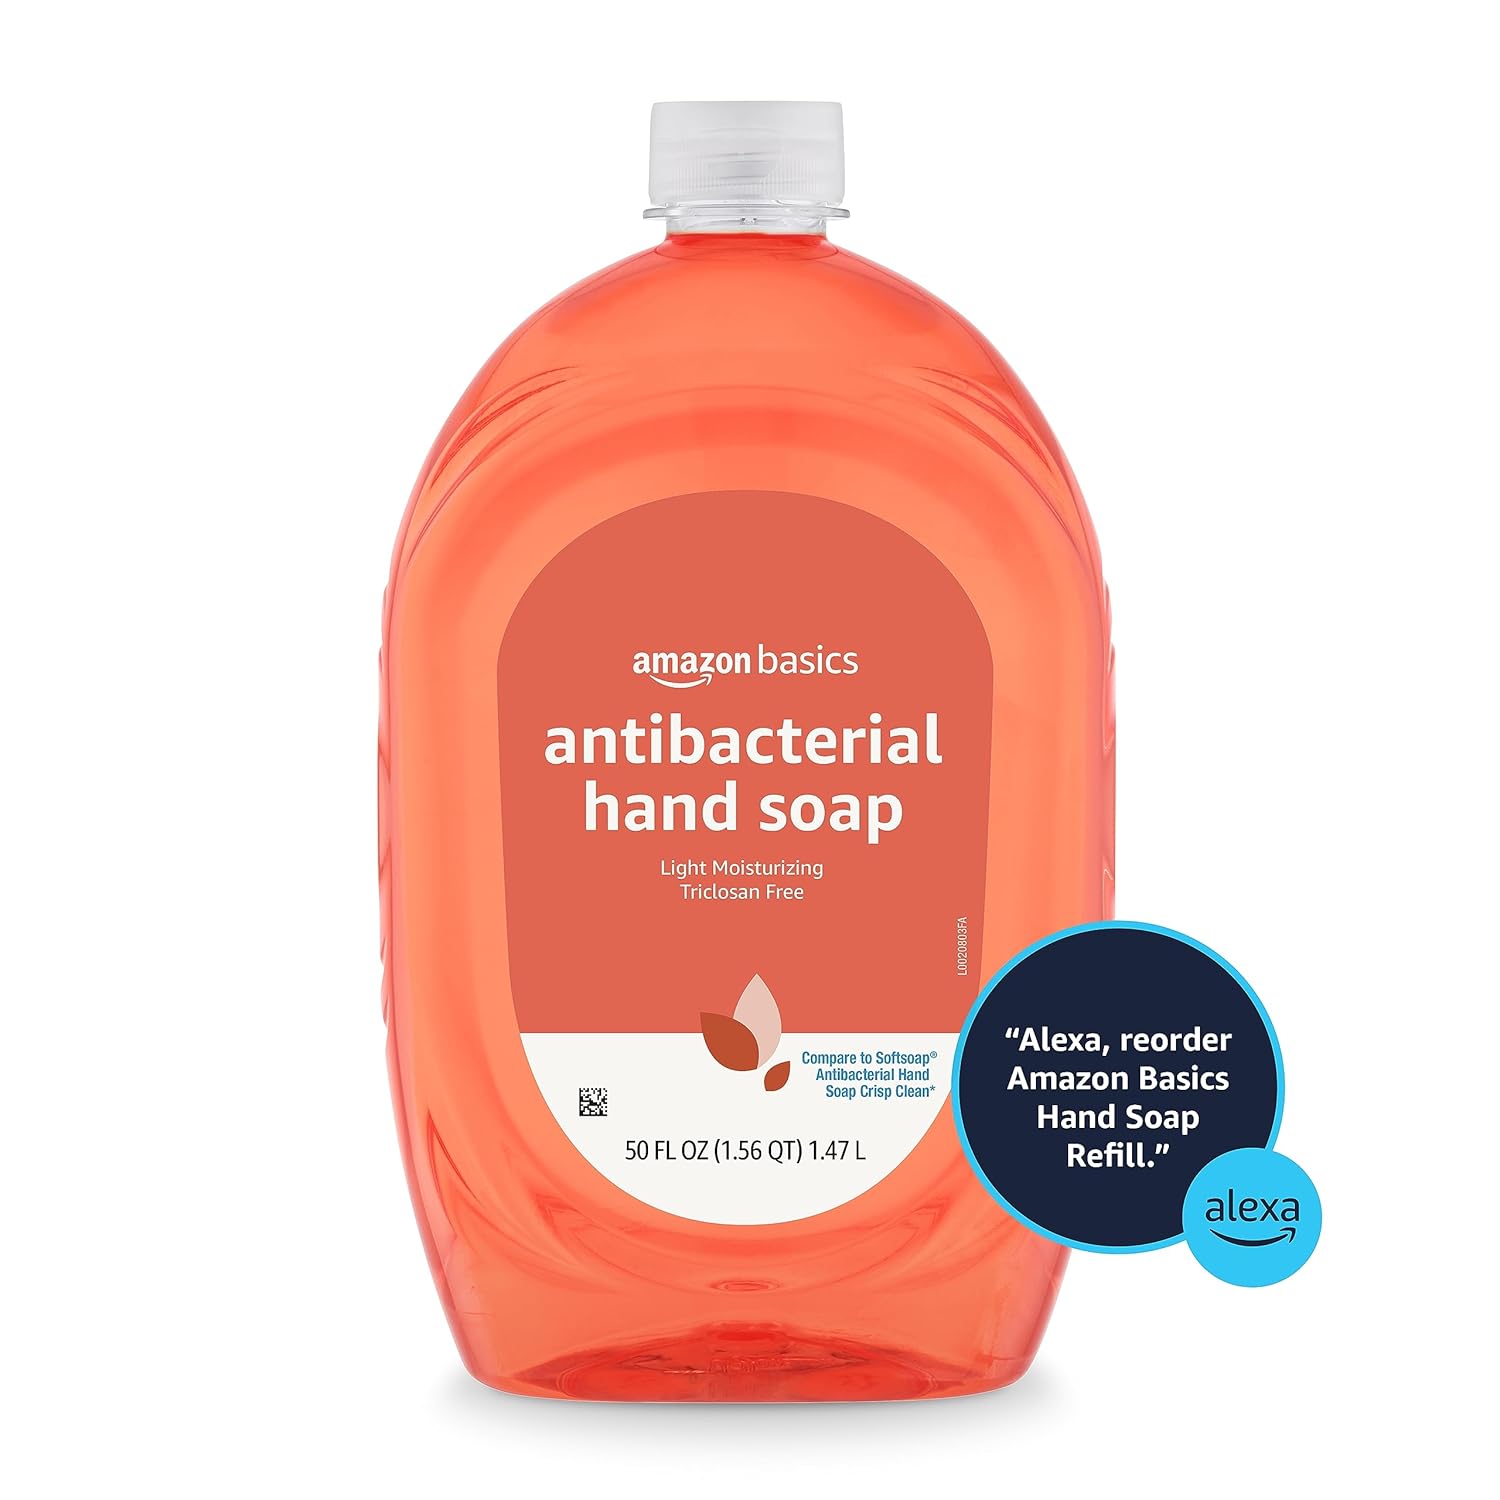 amazon basics
antibacterial
hand soap
Light Moisturizing
Triclosan Free
L0020803FA
Compare to Softsoap®
Antibacterial Hand
Soap Crisp Clean*
50 FL OZ (1.56 QT) 1.47 L
“Alexa, reorder
Amazon Basics
Hand Soap
Refill.”
alexa